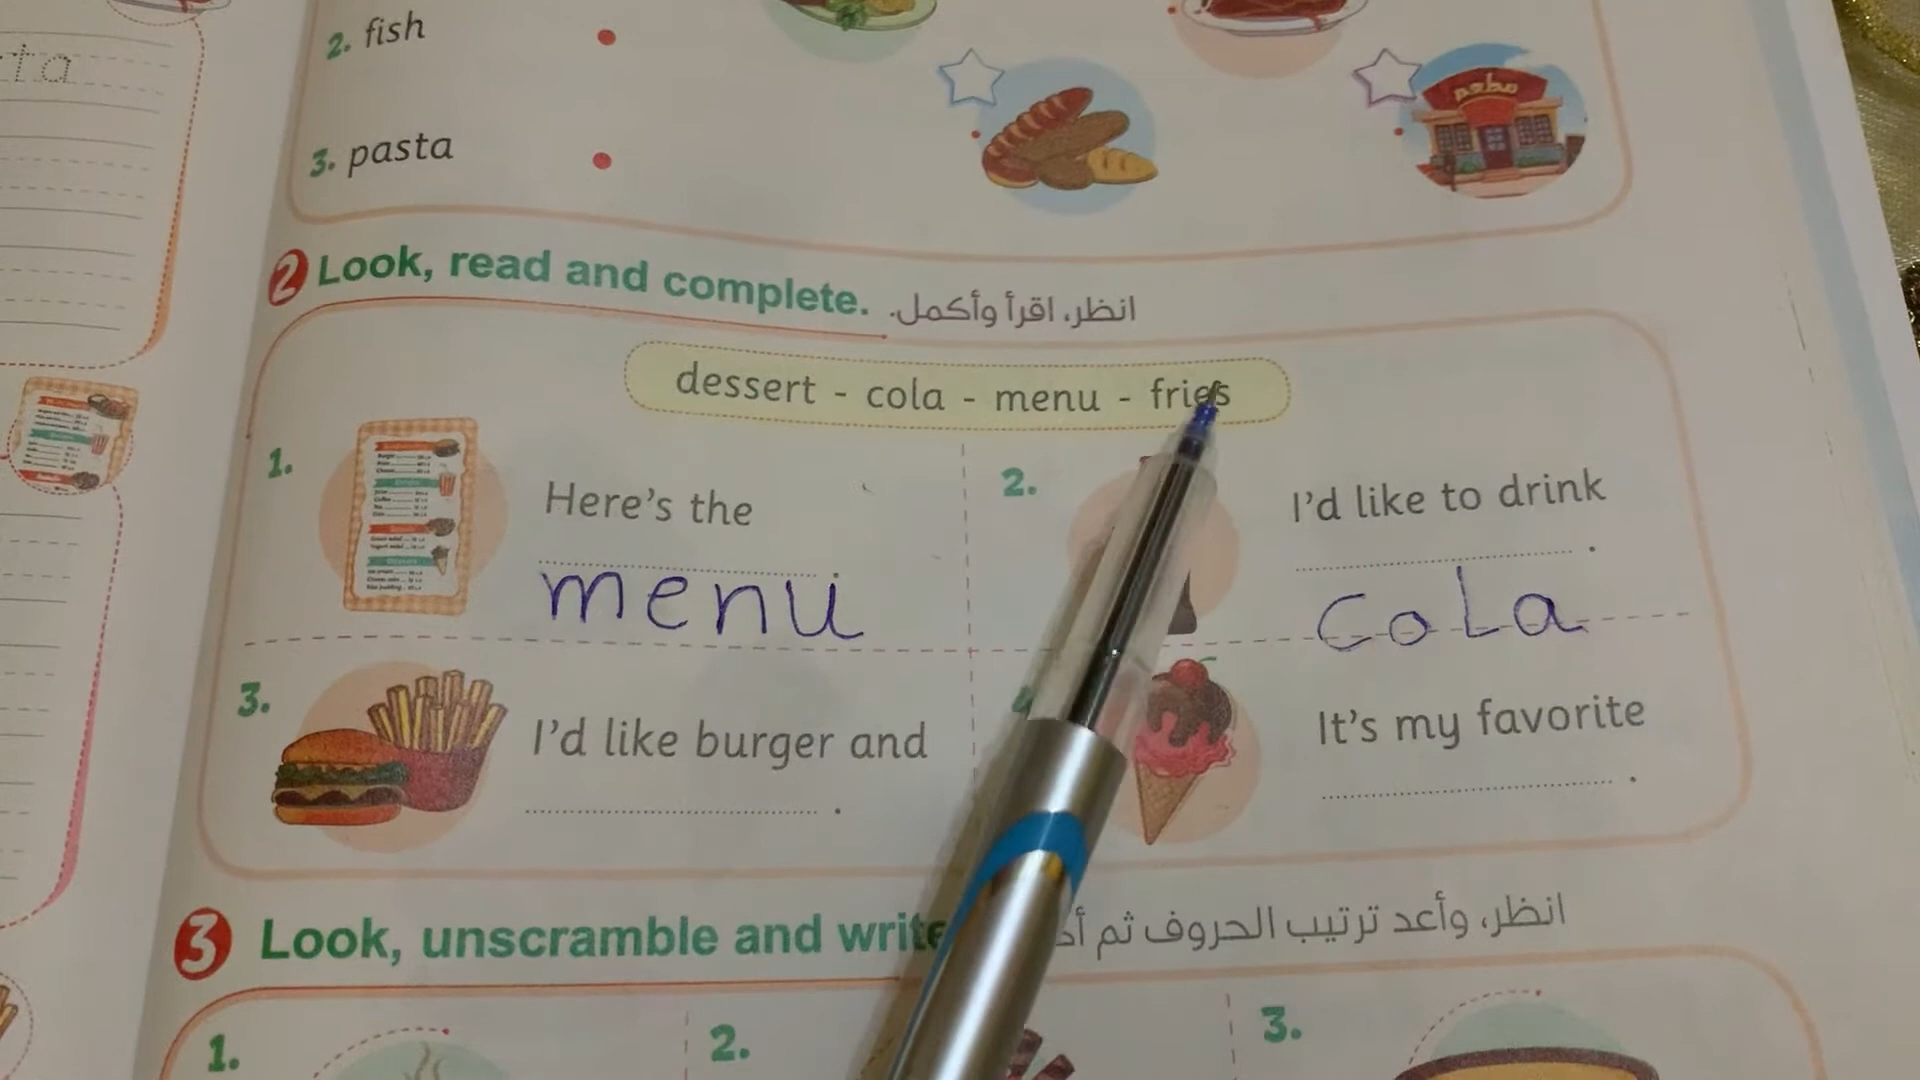 ta
2. fish
مطعم
3. pasta
2 Look, read and complete. انظر، اقرأ وأكمل.
dessert - cola - menu - fries
1.
Here's the
menu
2.
I'd like to drink
cola
3.
I'd like burger and
It's my favorite
3 Look, unscramble and write
انظر، وأعد ترتيب الحروف ثم
1.
2.
3.